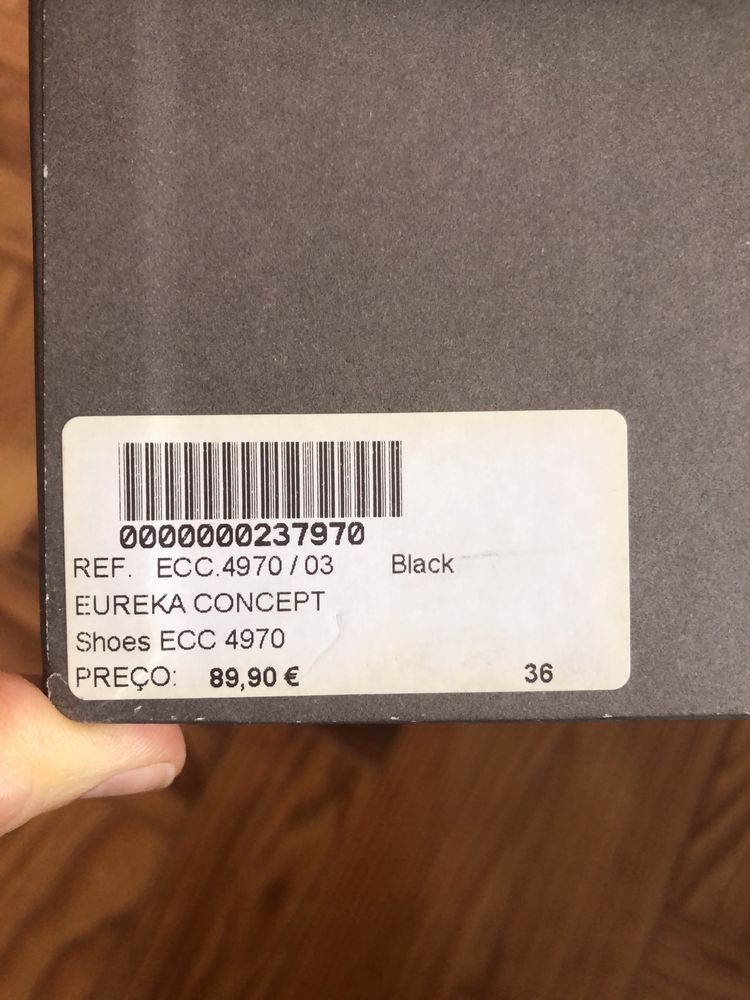 0000000237970
REF. ECC.4970 / 03 Black
EUREKA CONCEPT
Shoes ECC 4970
PREÇO: 89,90 € 36